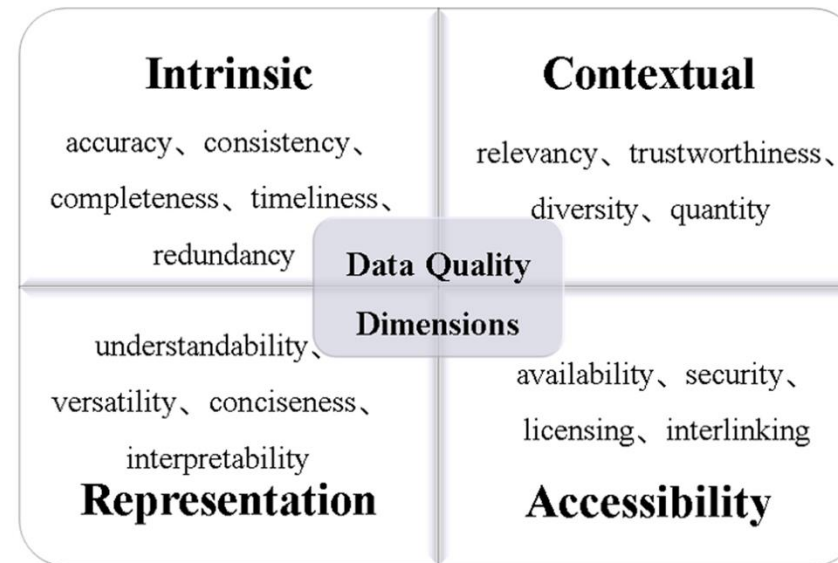 Intrinsic
accuracy、consistency、
completeness、timeliness、
redundancy
Contextual
relevancy、trustworthiness、
diversity、quantity
Data Quality
Dimensions
understandability、
versatility、conciseness、
interpretability
Representation
availability、security、
licensing、interlinking
Accessibility